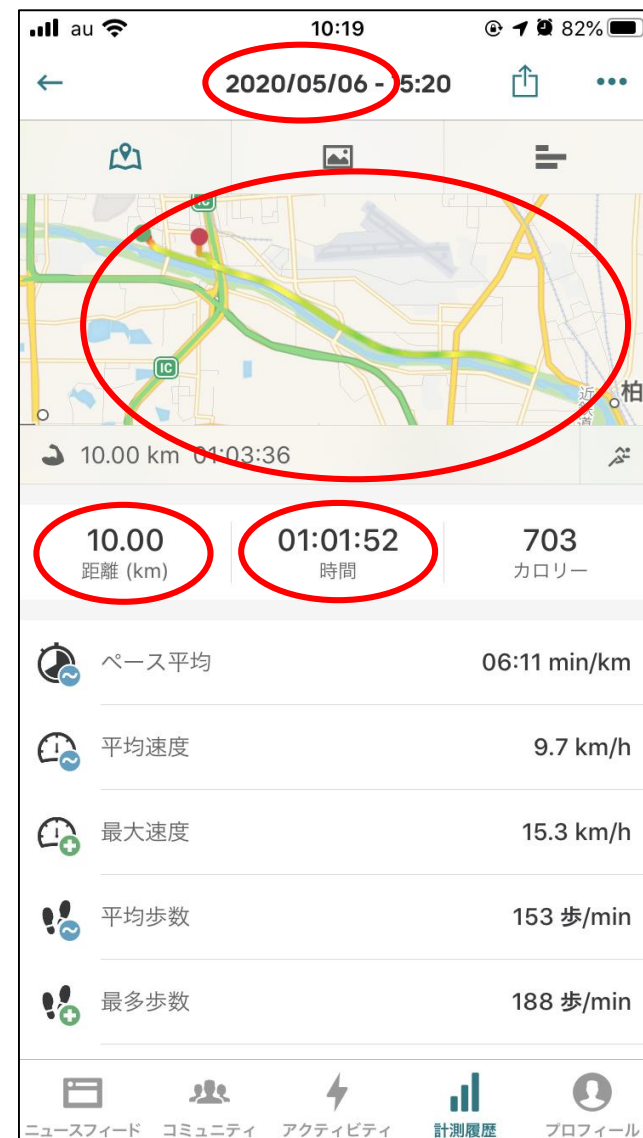 au 10:19 82%
2020/05/06 - 5:20
IC
IC
近鉄道
柏
10.00 km 01:03:36
10.00 01:01:52 703
距離 (km) 時間 カロリー
ペース平均 06:11 min/km
平均速度 9.7 km/h
最大速度 15.3 km/h
平均歩数 153 歩/min
最多歩数 188 歩/min
ニュースフィード コミュニティ アクティビティ 計測履歴 プロフィール